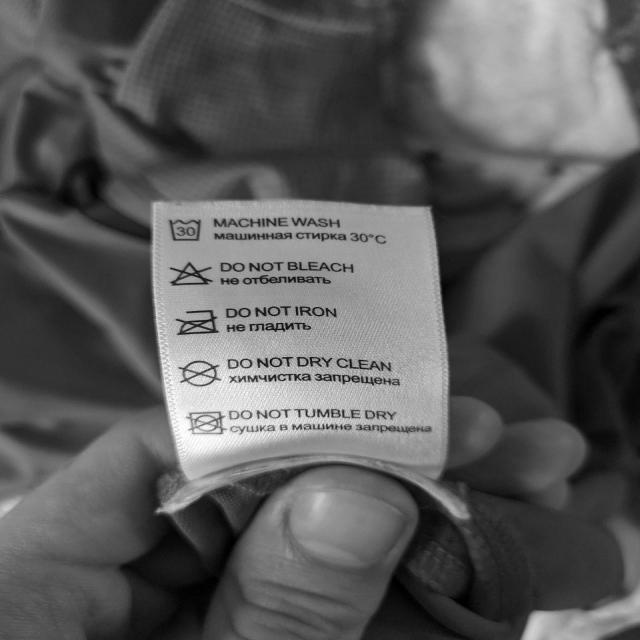 30
MACHINE WASH
машинная стирка 30°C
DO NOT BLEACH
не отбеливать
DO NOT IRON
не гладить
DO NOT DRY CLEAN
химчистка запрещена
DO NOT TUMBLE DRY
сушка в машине запрещена